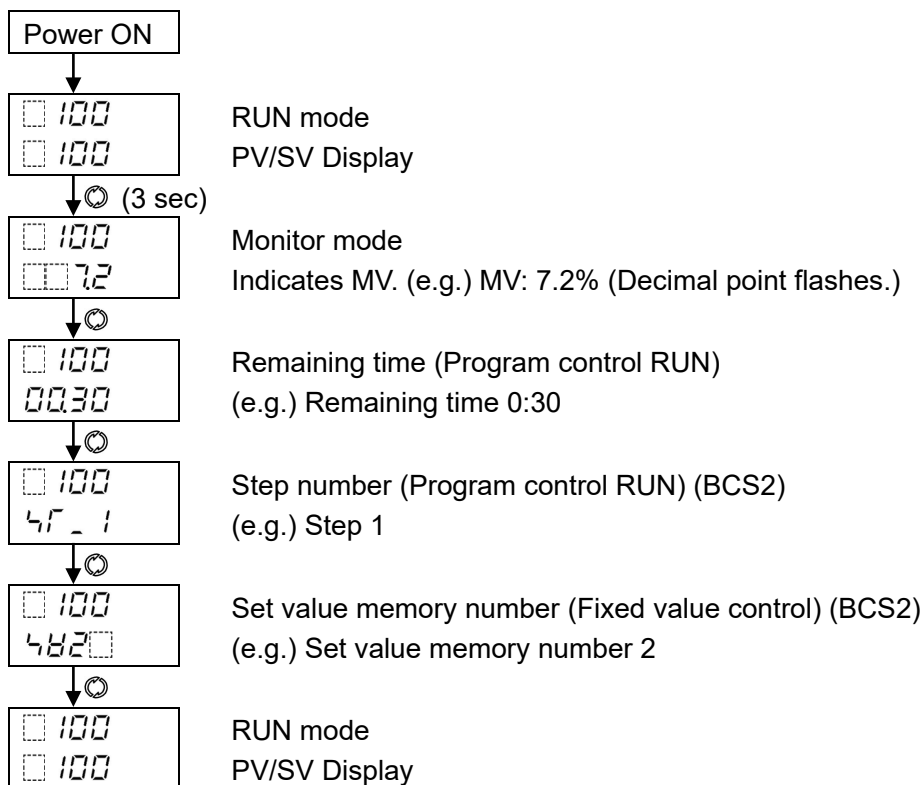 Power ON
100
100
RUN mode
PV/SV Display
(3 sec)
100
7.2
Monitor mode
Indicates MV. (e.g.) MV: 7.2% (Decimal point flashes.)
100
00.30
Remaining time (Program control RUN)
(e.g.) Remaining time 0:30
100
_ 1
Step number (Program control RUN) (BCS2)
(e.g.) Step 1
100
Set value memory number (Fixed value control) (BCS2)
(e.g.) Set value memory number 2
100
100
RUN mode
PV/SV Display